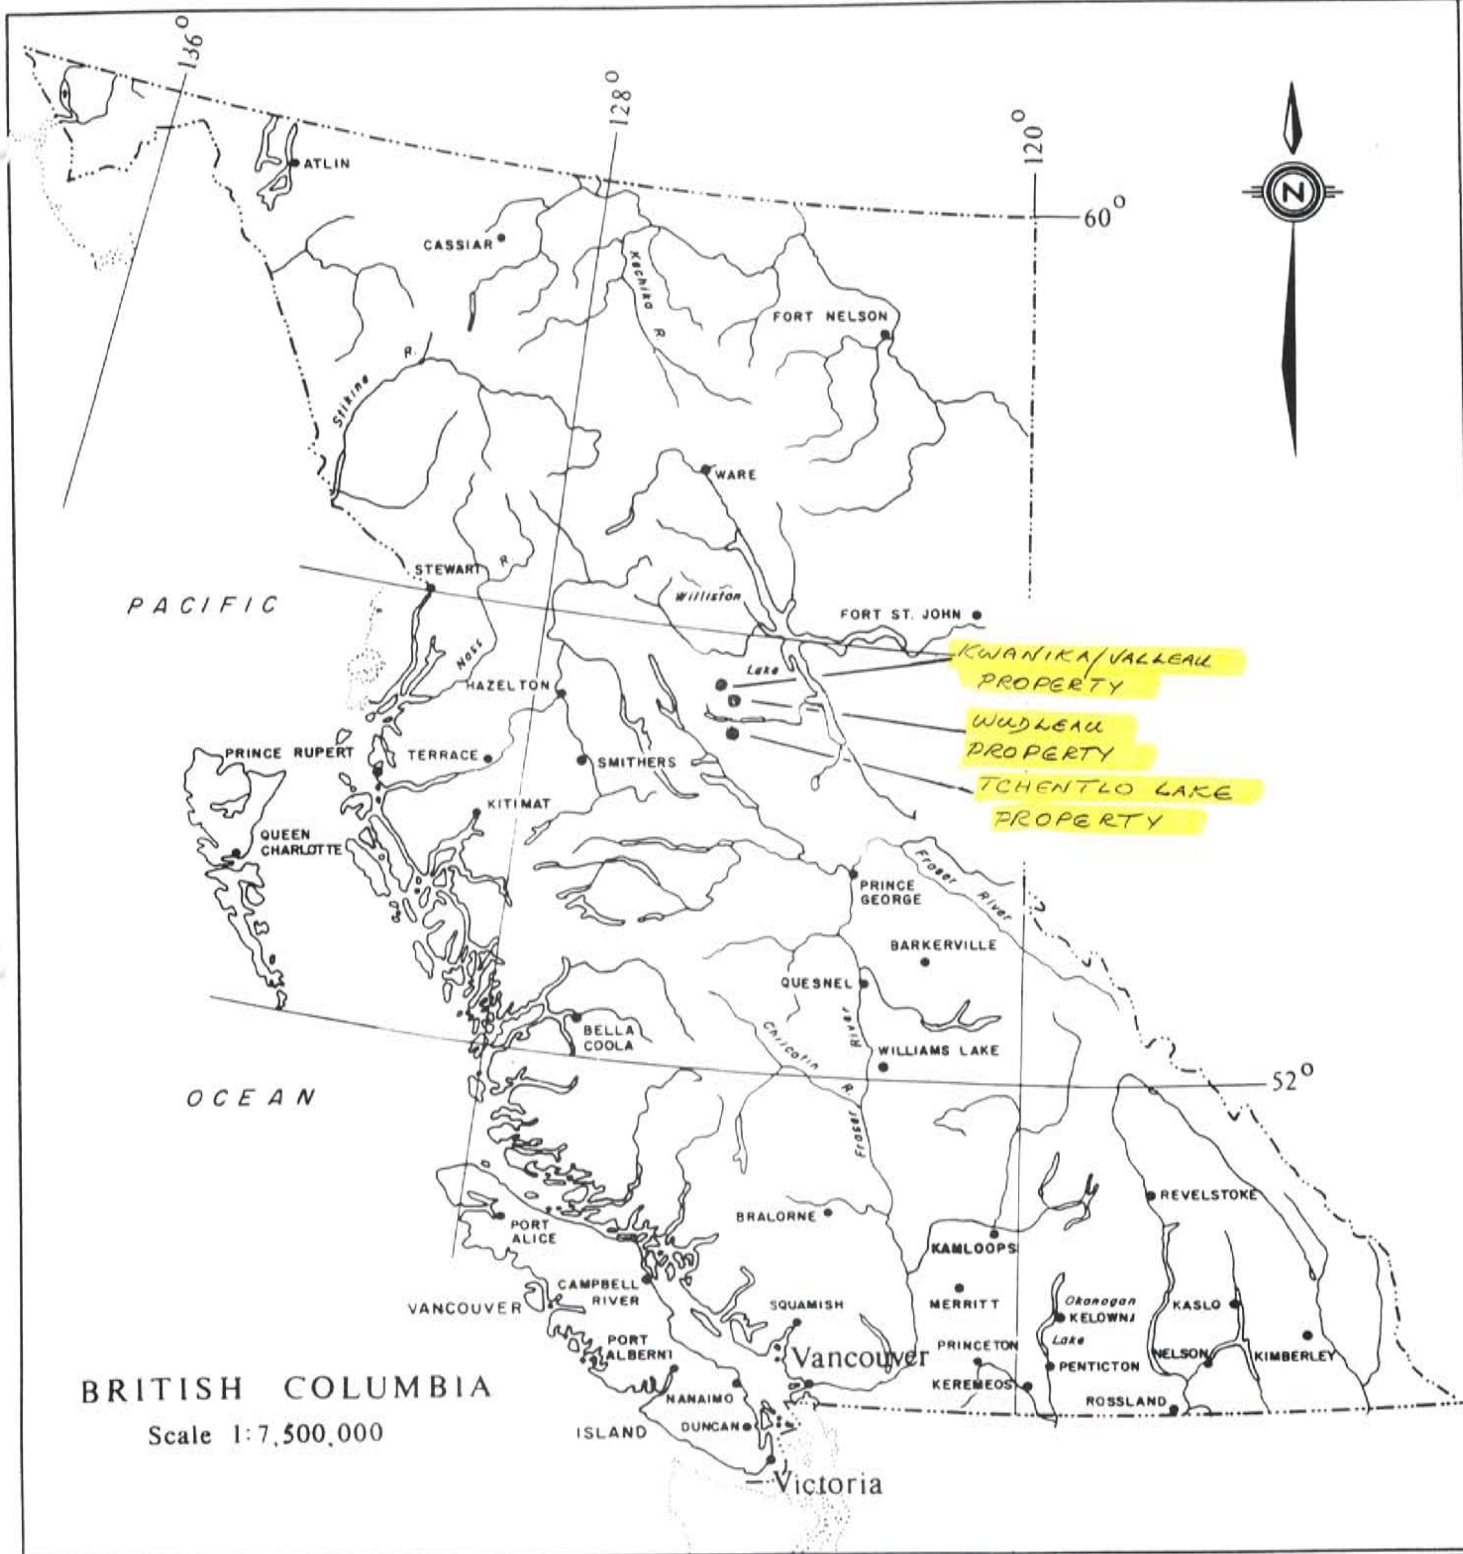 136°
128°
120°
ATLIN
60°
N
CASSIAR
Kechika R.
FORT NELSON
Stikine R.
WARE
STEWART
R.
PACIFIC
Williston
FORT ST. JOHN
Nass
Lake
KWANIKA/VALLEAU
PROPERTY
HAZELTON
WUDLEAU
PROPERTY
PRINCE RUPERT
TERRACE
SMITHERS
TCHENTLO LAKE
PROPERTY
KITIMAT
QUEEN
CHARLOTTE
Fraser River
PRINCE
GEORGE
BARKERVILLE
QUESNEL
BELLA
COOLA
Chilcotin R.
River
WILLIAMS LAKE
OCEAN
52°
Fraser
REVELSTOKE
PORT
ALICE
BRALORNE
KAMLOOPS
CAMPBELL
RIVER
VANCOUVER
SQUAMISH
MERRITT
Okanogan
KELOWNA
Lake
KASLO
PORT
ALBERNI
Vancouver
PRINCETON
PENTICTON
NELSON
KIMBERLEY
BRITISH COLUMBIA
NANAIMO
KEREMEOS
ROSSLAND
Scale 1:7,500,000
ISLAND
DUNCAN
Victoria